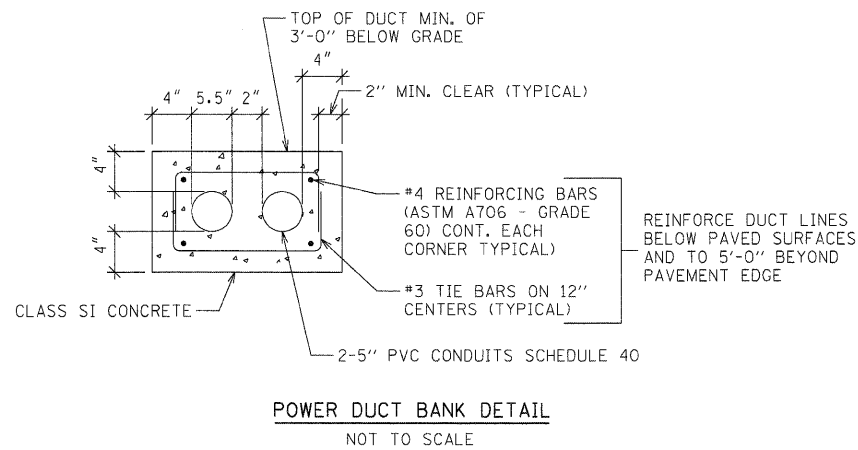 TOP OF DUCT MIN. OF
3'-0" BELOW GRADE
4"
4" 5.5" 2"
2" MIN. CLEAR (TYPICAL)
4"
4"
#4 REINFORCING BARS
(ASTM A706 - GRADE
60) CONT. EACH
CORNER TYPICAL)
REINFORCE DUCT LINES
BELOW PAVED SURFACES
AND TO 5'-0" BEYOND
PAVEMENT EDGE
#3 TIE BARS ON 12"
CENTERS (TYPICAL)
CLASS SI CONCRETE
2-5" PVC CONDUITS SCHEDULE 40
POWER DUCT BANK DETAIL
NOT TO SCALE